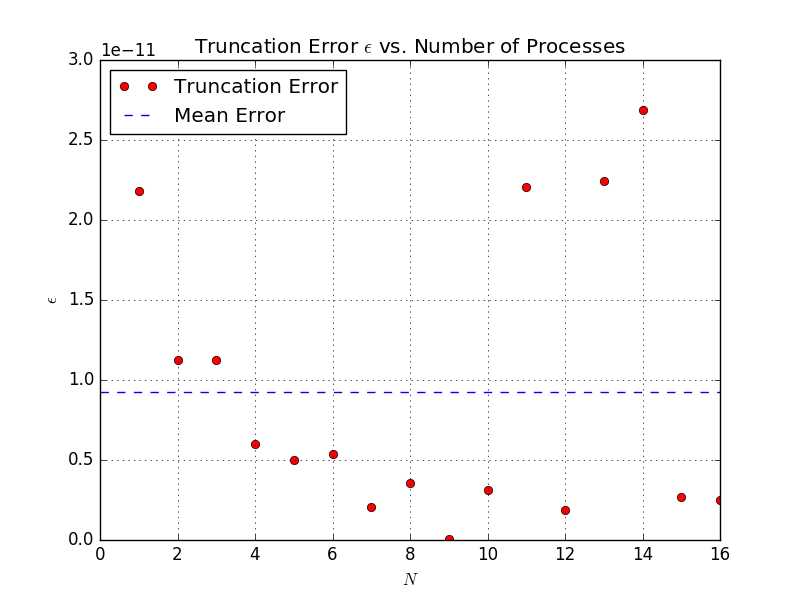 Truncation Error ϵ vs. Number of Processes
1e−11
3.0
2.5
2.0
1.5
1.0
0.5
0.0
ϵ
Truncation Error
Mean Error
0 2 4 6 8 10 12 14 16
N